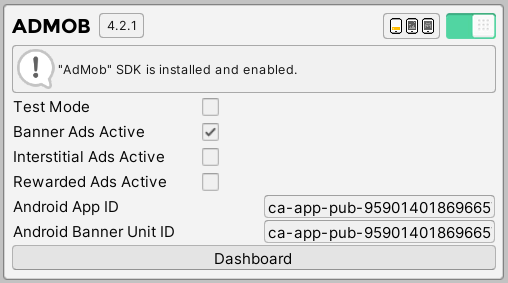 ADMOB 4.2.1
"AdMob" SDK is installed and enabled.
Test Mode
Banner Ads Active
Interstitial Ads Active
Rewarded Ads Active
Android App ID ca-app-pub-95901401869665
Android Banner Unit ID ca-app-pub-95901401869665
Dashboard